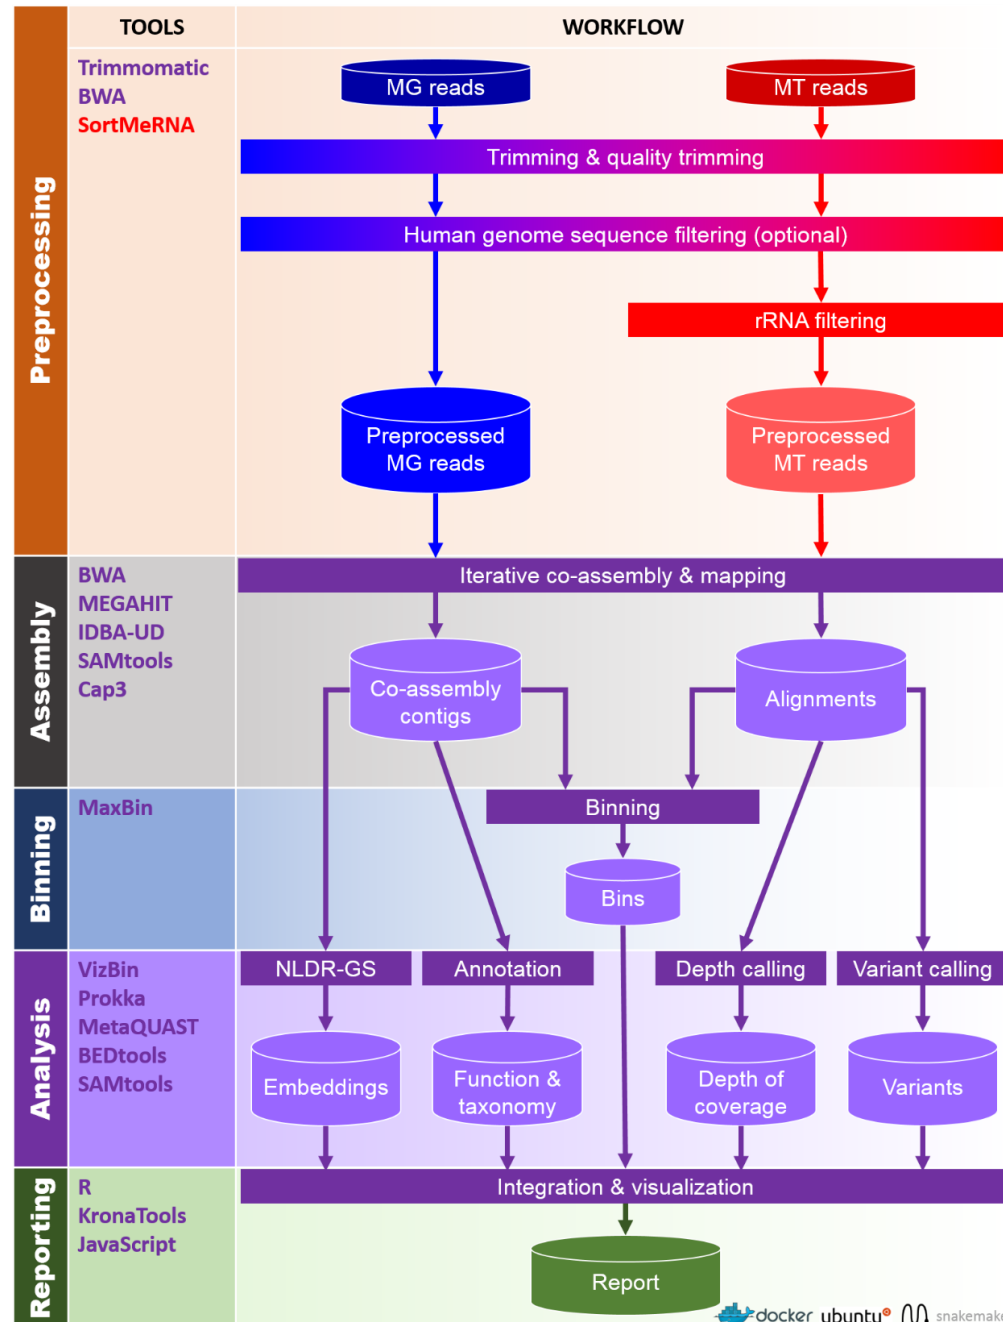 TOOLS
WORKFLOW
Preprocessing
Trimmomatic
BWA
SortMeRNA
MG reads
MT reads
Trimming & quality trimming
Human genome sequence filtering (optional)
rRNA filtering
Preprocessed
MG reads
Preprocessed
MT reads
Assembly
BWA
MEGAHIT
IDBA-UD
SAMtools
Cap3
Iterative co-assembly & mapping
Co-assembly
contigs
Alignments
Binning
MaxBin
Binning
Bins
Analysis
VizBin
Prokka
MetaQUAST
BEDtools
SAMtools
NLDR-GS
Annotation
Depth calling
Variant calling
Embeddings
Function &
taxonomy
Depth of
coverage
Variants
Reporting
R
KronaTools
JavaScript
Integration & visualization
Report
docker ubuntu snakemake